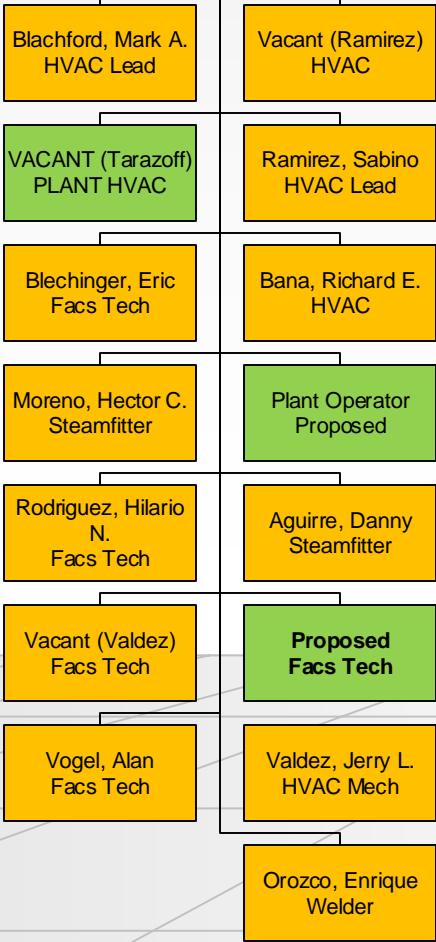 Blachford, Mark A.
HVAC Lead
Vacant (Ramirez)
HVAC
VACANT (Tarazoff)
PLANT HVAC
Ramirez, Sabino
HVAC Lead
Blechinger, Eric
Facs Tech
Bana, Richard E.
HVAC
Moreno, Hector C.
Steamfitter
Plant Operator
Proposed
Rodriguez, Hilario
N.
Facs Tech
Aguirre, Danny
Steamfitter
Vacant (Valdez)
Facs Tech
Proposed
Facs Tech
Vogel, Alan
Facs Tech
Valdez, Jerry L.
HVAC Mech
Orozco, Enrique
Welder